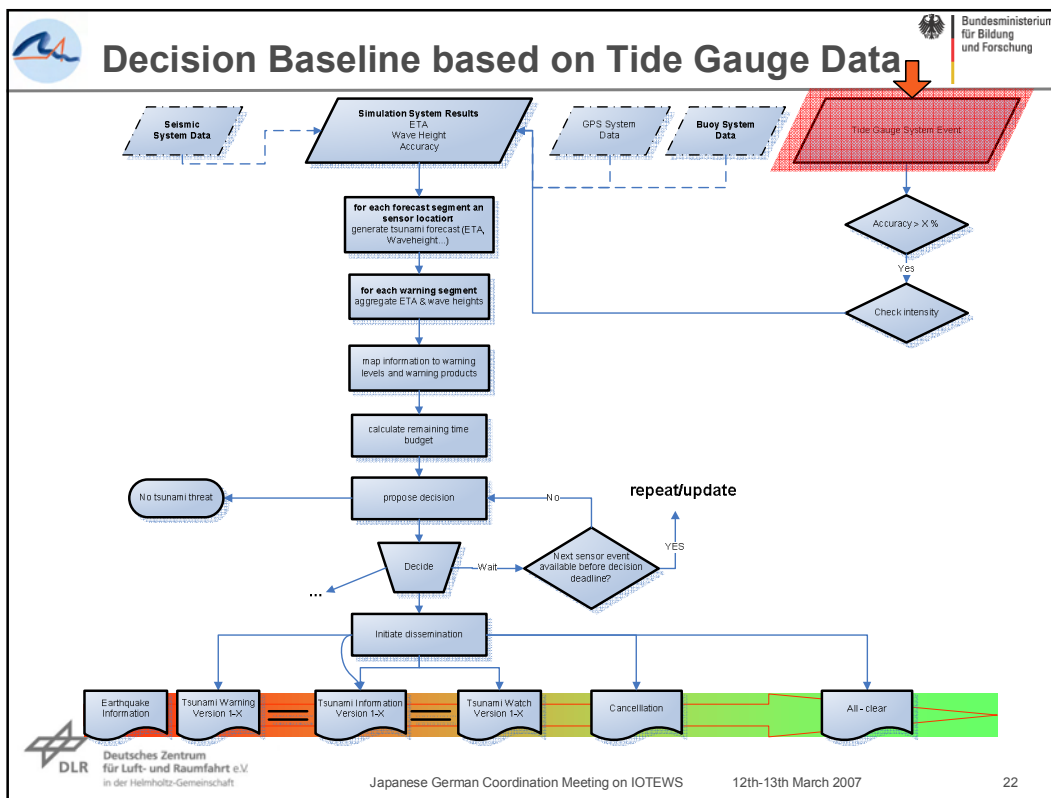 Decision Baseline based on Tide Gauge Data
Bundesministerium
für Bildung
und Forschung
Seismic
System Data
Simulation System Results
ETA
Wave Height
Accuracy
GPS System
Data
Buoy System
Data
Tide Gauge System Event
for each forecast segment an
sensor location:
generate tsunami forecast (ETA,
Waveheight...)
Accuracy > X %
Yes
Check intensity
for each warning segment
aggregate ETA & wave heights
map information to warning
levels and warning products
calculate remaining time
budget
No tsunami threat
propose decision
No
repeat/update
YES
Decide
Wait
Next sensor event
available before decision
deadline?
...
Initiate dissemination
Earthquake
Information
Tsunami Warning
Version 1-X
=
Tsunami Information
Version 1-X
=
Tsunami Watch
Version 1-X
Cancelllation
All - clear
DLR
Deutsches Zentrum
für Luft- und Raumfahrt e.V.
in der Helmholtz-Gemeinschaft
Japanese German Coordination Meeting on IOTEWS 12th-13th March 2007 22